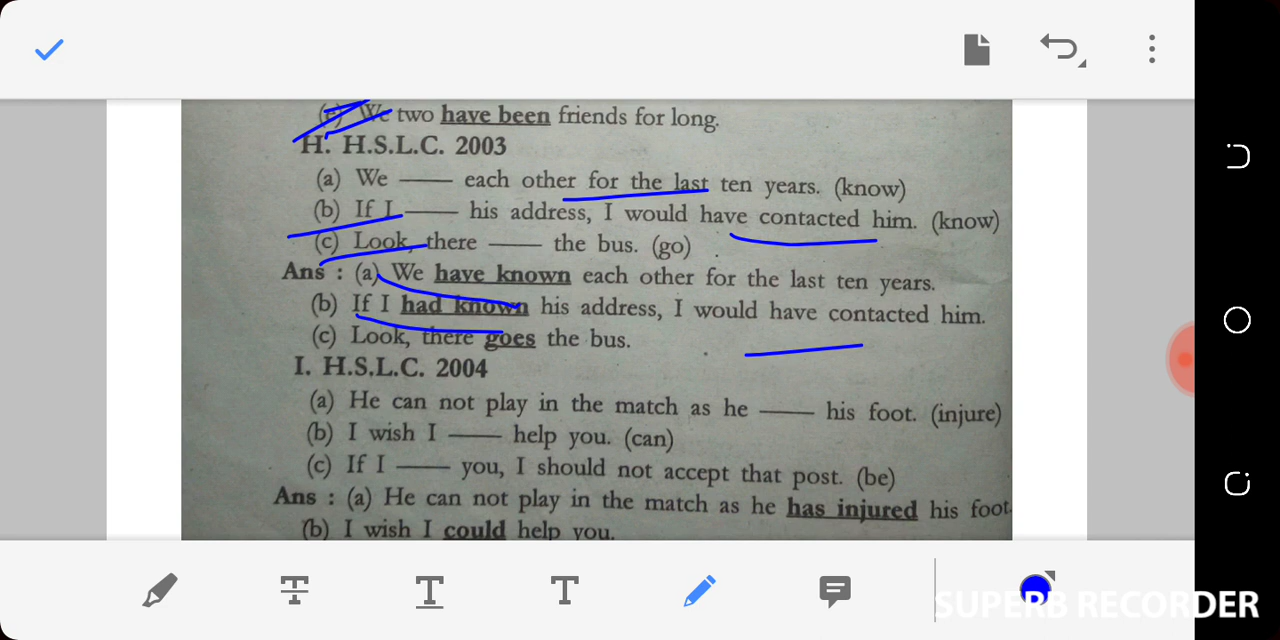 (e) We two have been friends for long.
H. H.S.L.C. 2003
(a) We —— each other for the last ten years. (know)
(b) If I —— his address, I would have contacted him. (know)
(c) Look, there —— the bus. (go)
Ans : (a) We have known each other for the last ten years.
(b) If I had known his address, I would have contacted him.
(c) Look, there goes the bus.
I. H.S.L.C. 2004
(a) He can not play in the match as he —— his foot. (injure)
(b) I wish I —— help you. (can)
(c) If I —— you, I should not accept that post. (be)
Ans : (a) He can not play in the match as he has injured his foot
(b) I wish I could help you.
T T T
SUPERB RECORDER